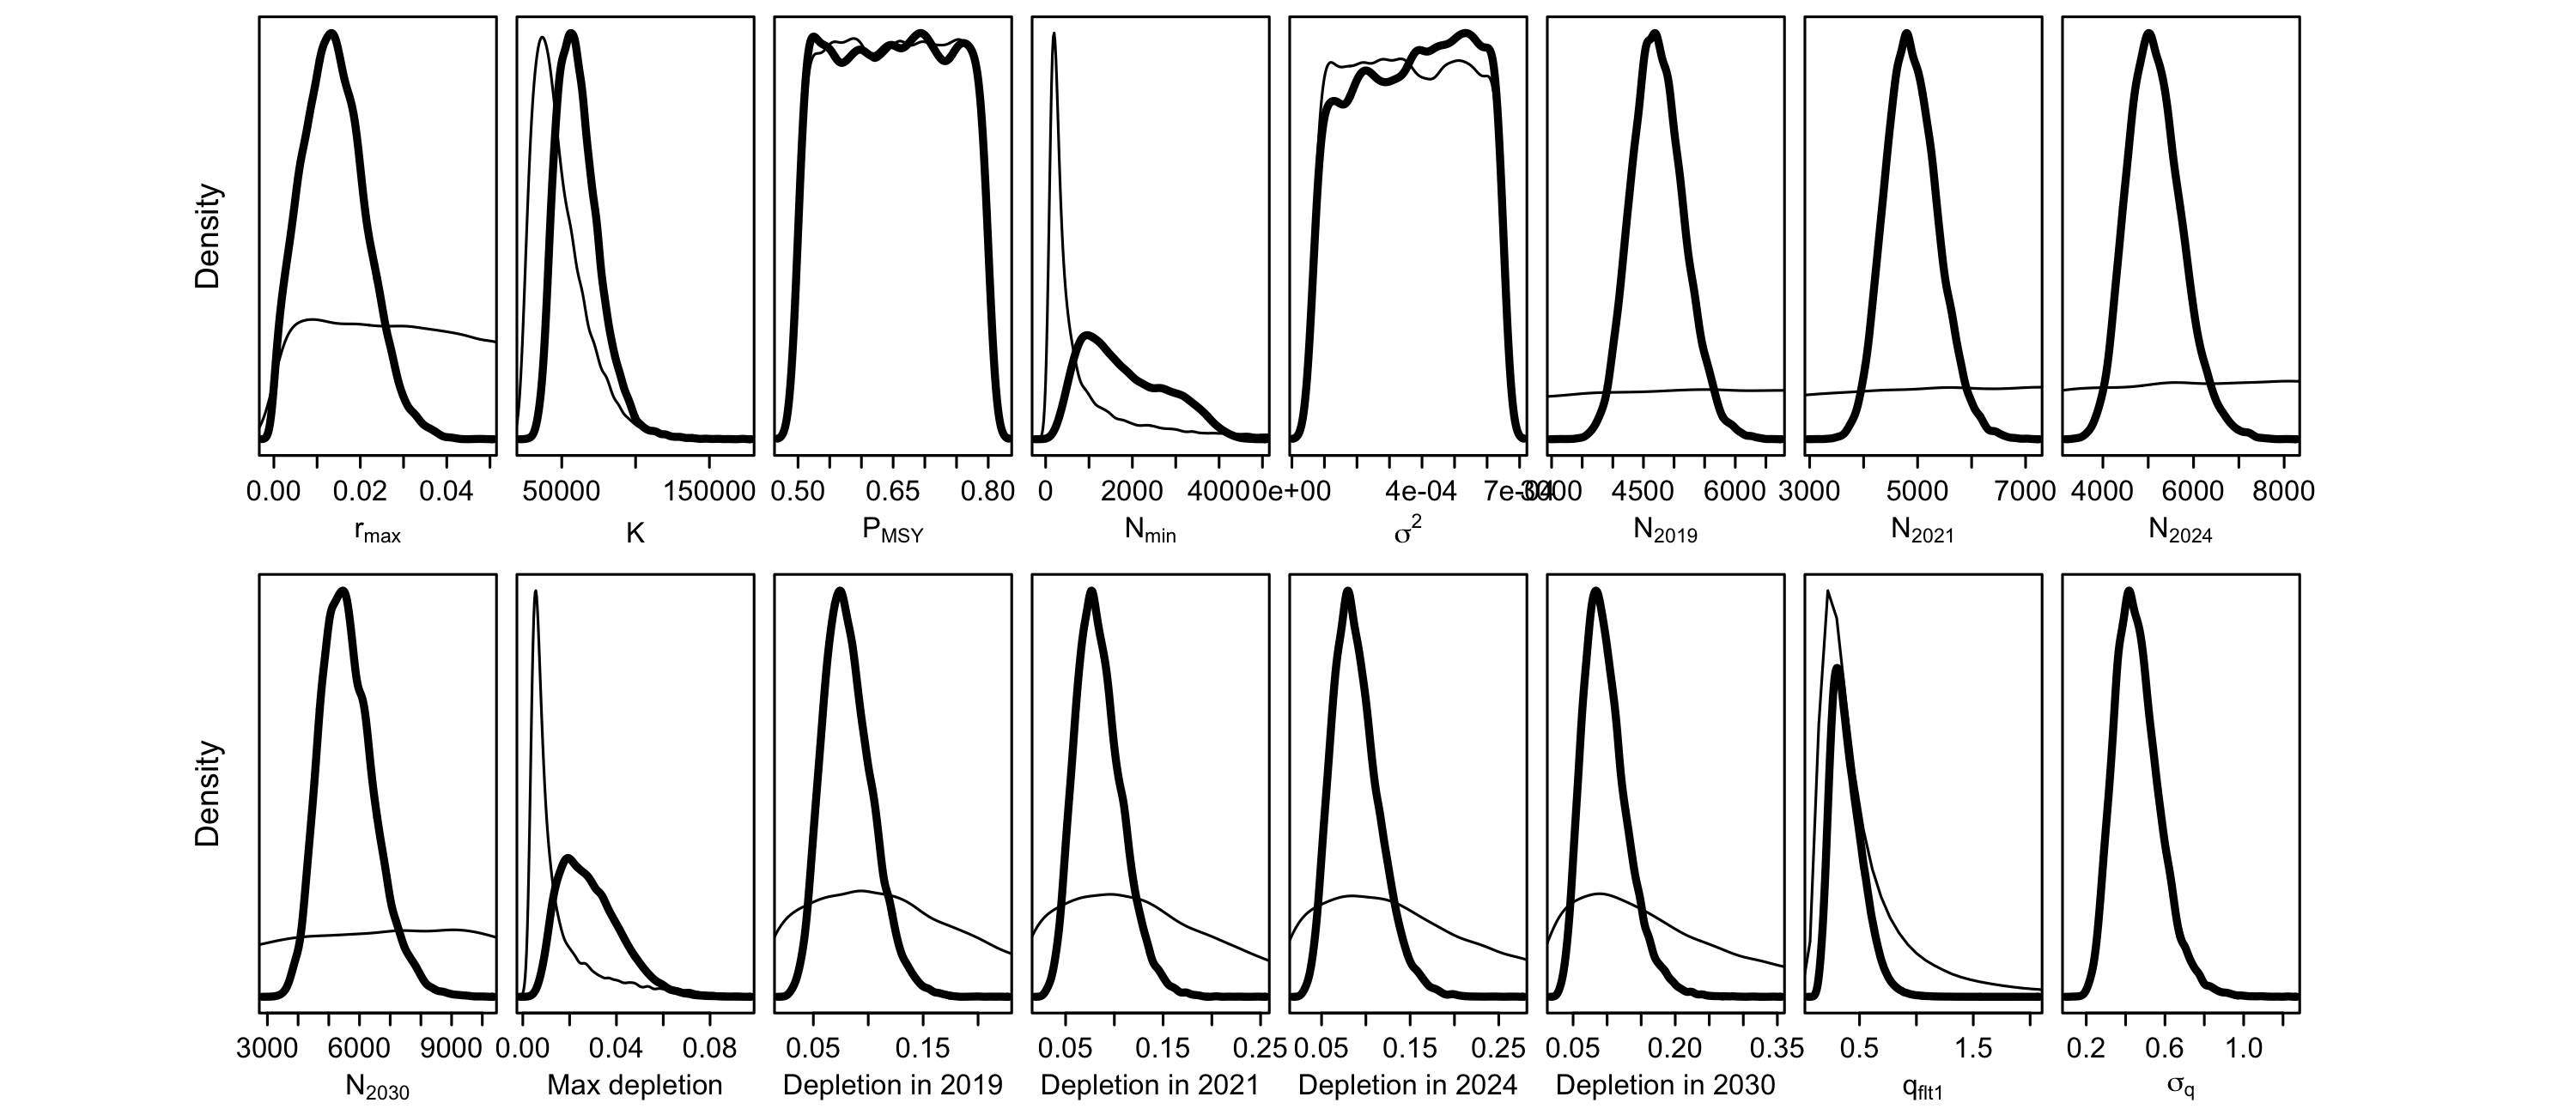 Density
0.00 0.02 0.04
r_max
50000 150000
K
0.50 0.65 0.80
P_MSY
0 2000 4000
N_min
0e+00 4e-04 7e-04
σ²
3000 4500 6000
N_2019
3000 5000 7000
N_2021
4000 6000 8000
N_2024
Density
3000 6000 9000
N_2030
0.00 0.04 0.08
Max depletion
0.05 0.15
Depletion in 2019
0.05 0.15 0.25
Depletion in 2021
0.05 0.15 0.25
Depletion in 2024
0.05 0.20 0.35
Depletion in 2030
0.5 1.5
q_flt1
0.2 0.6 1.0
σ_q